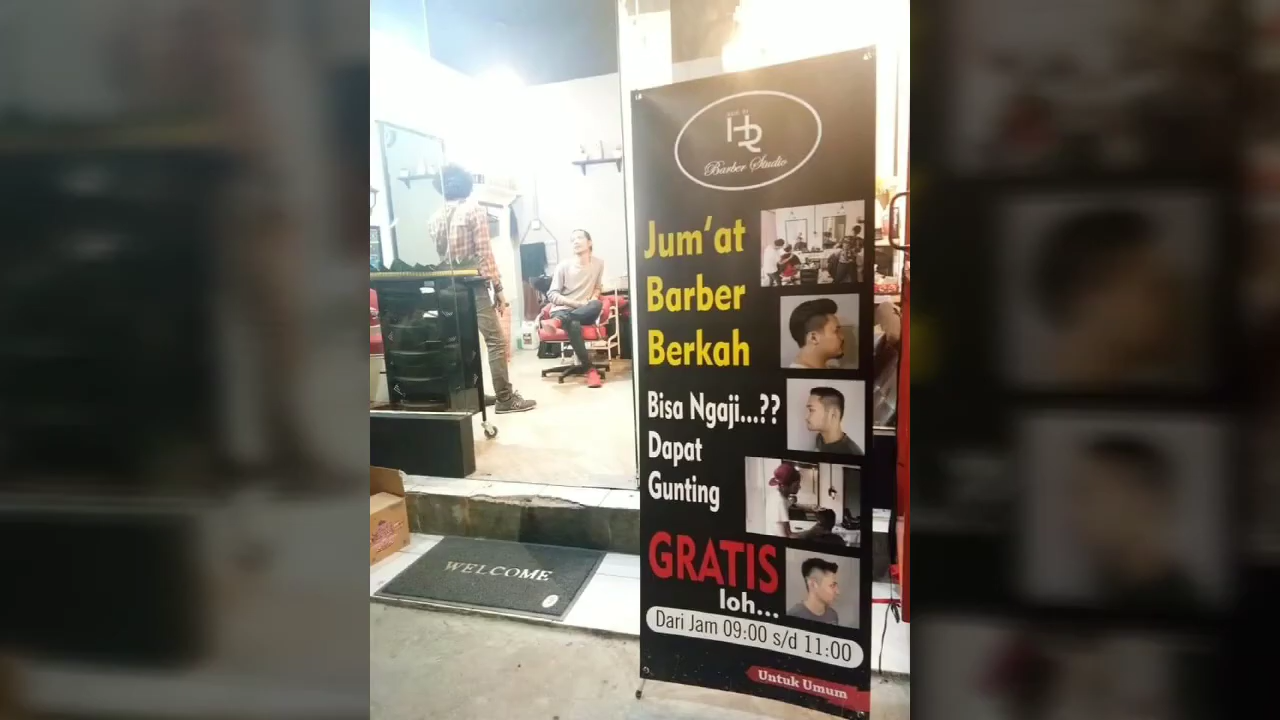 HR
Barber Studio
Jum'at
Barber
Berkah
Bisa Ngaji...??
Dapat
Gunting
GRATIS
loh...
Dari Jam 09:00 s/d 11:00
Untuk Umum
WELCOME